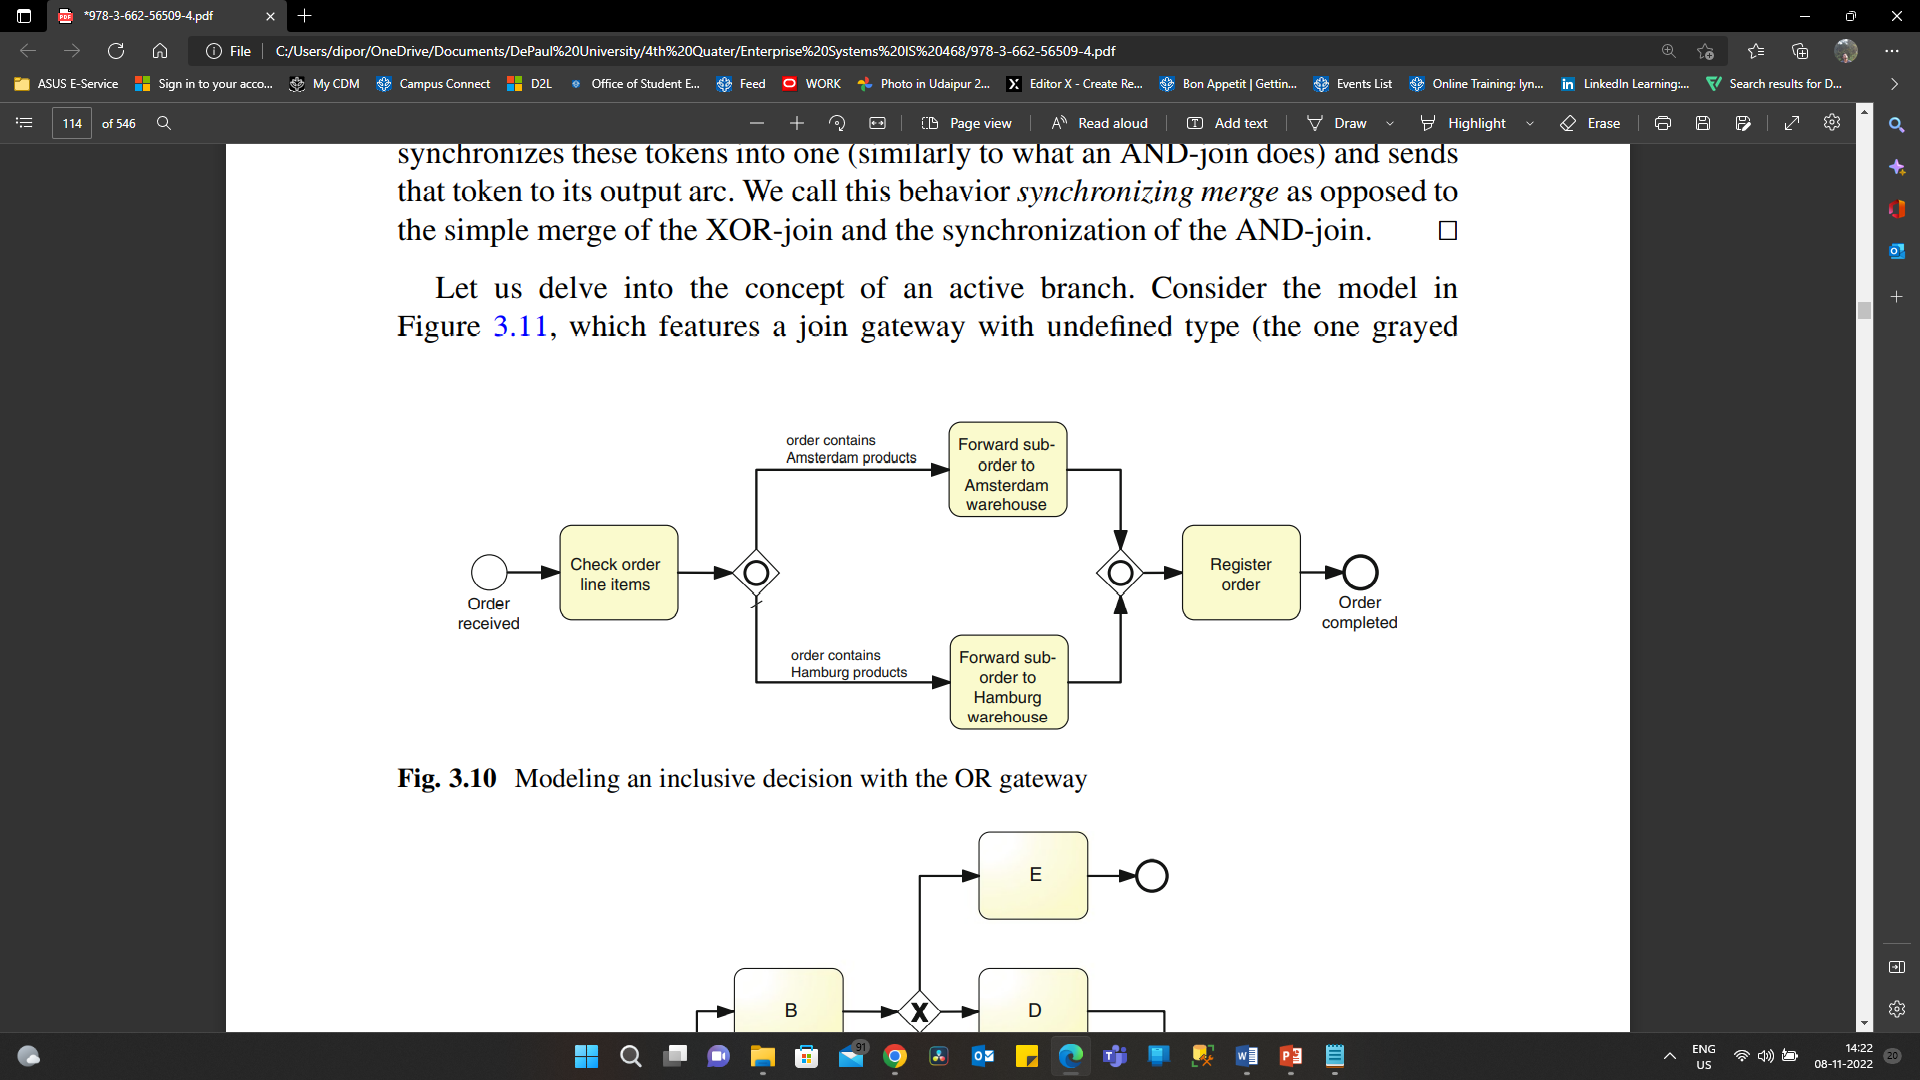 *978-3-662-56509-4.pdf
File
C:/Users/dipor/OneDrive/Documents/DePaul%20University/4th%20Quater/Enterprise%20Systems%20IS%20468/978-3-662-56509-4.pdf
ASUS E-Service
Sign in to your acco...
My CDM
Campus Connect
D2L
Office of Student E...
Feed
WORK
Photo in Udaipur 2...
Editor X - Create Re...
Bon Appetit | Gettin...
Events List
Online Training: lyn...
LinkedIn Learning:...
Search results for D...
114 of 546
Page view
Read aloud
Add text
Draw
Highlight
Erase
synchronizes these tokens into one (similarly to what an AND-join does) and sends
that token to its output arc. We call this behavior synchronizing merge as opposed to
the simple merge of the XOR-join and the synchronization of the AND-join.
Let us delve into the concept of an active branch. Consider the model in
Figure 3.11, which features a join gateway with undefined type (the one grayed
order contains
Amsterdam products
Forward sub-
order to
Amsterdam
warehouse
Order
received
Check order
line items
Register
order
Order
completed
order contains
Hamburg products
Forward sub-
order to
Hamburg
warehouse
Fig. 3.10 Modeling an inclusive decision with the OR gateway
E
B
X
D
91
ENG
US
14:22
08-11-2022
20